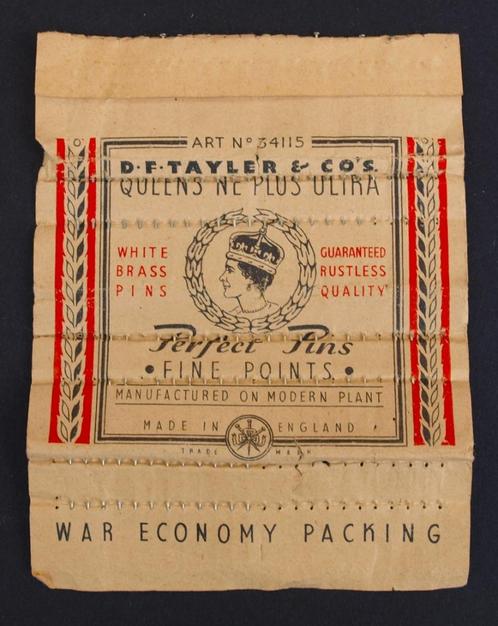 ART Nº 34115
D·F·TAYLER & CO'S.
QUEENS NE PLUS ULTRA
WHITE
BRASS
PINS
GUARANTEED
RUSTLESS
QUALITY
Perfect Pins
•FINE POINTS•
MANUFACTURED ON MODERN PLANT
MADE IN ENGLAND
TRADE MARK
WAR ECONOMY PACKING